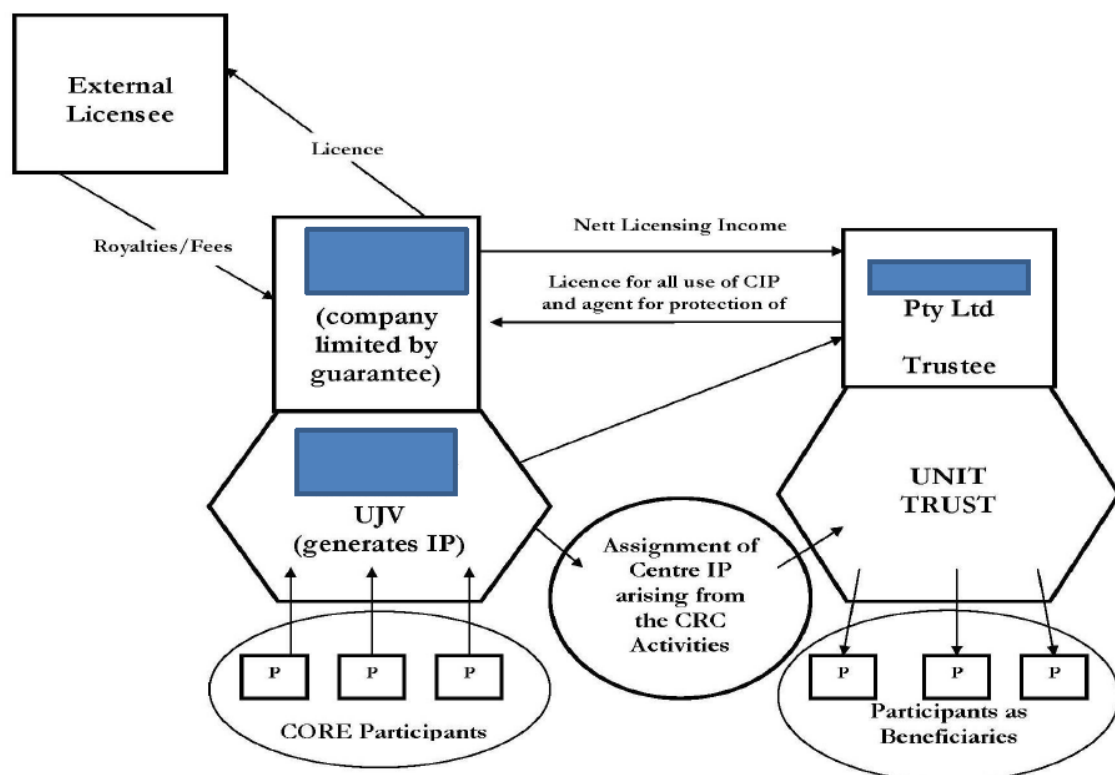 External
Licensee
Licence
Royalties/Fees
Nett Licensing Income
Licence for all use of CIP
and agent for protection of
(company
limited by
guarantee)
Pty Ltd
Trustee
UJV
(generates IP)
UNIT
TRUST
Assignment of
Centre IP
arising from
the CRC
Activities
P
P
P
CORE Participants
P
P
P
Participants as
Beneficiaries